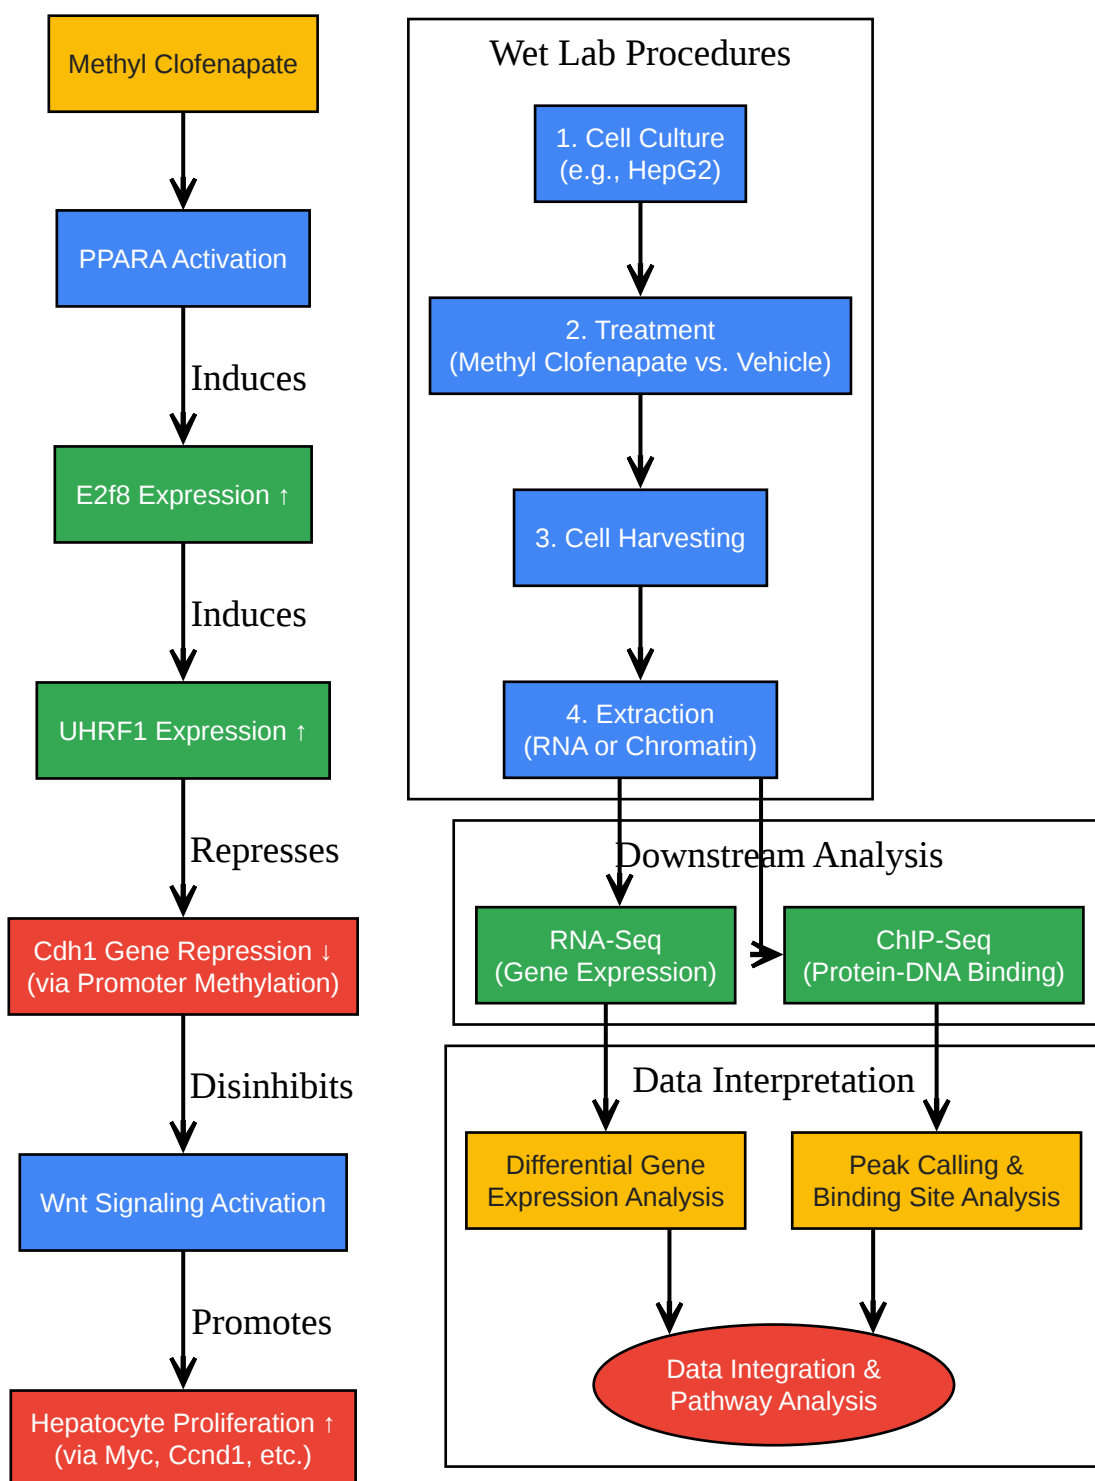 Methyl Clofenapate
PPARA Activation
Induces
E2f8 Expression ↑
Induces
UHRF1 Expression ↑
Represses
Cdh1 Gene Repression ↓
(via Promoter Methylation)
Disinhibits
Wnt Signaling Activation
Promotes
Hepatocyte Proliferation ↑
(via Myc, Ccnd1, etc.)
Wet Lab Procedures
1. Cell Culture
(e.g., HepG2)
2. Treatment
(Methyl Clofenapate vs. Vehicle)
3. Cell Harvesting
4. Extraction
(RNA or Chromatin)
Downstream Analysis
RNA-Seq
(Gene Expression)
ChIP-Seq
(Protein-DNA Binding)
Data Interpretation
Differential Gene
Expression Analysis
Peak Calling &
Binding Site Analysis
Data Integration &
Pathway Analysis